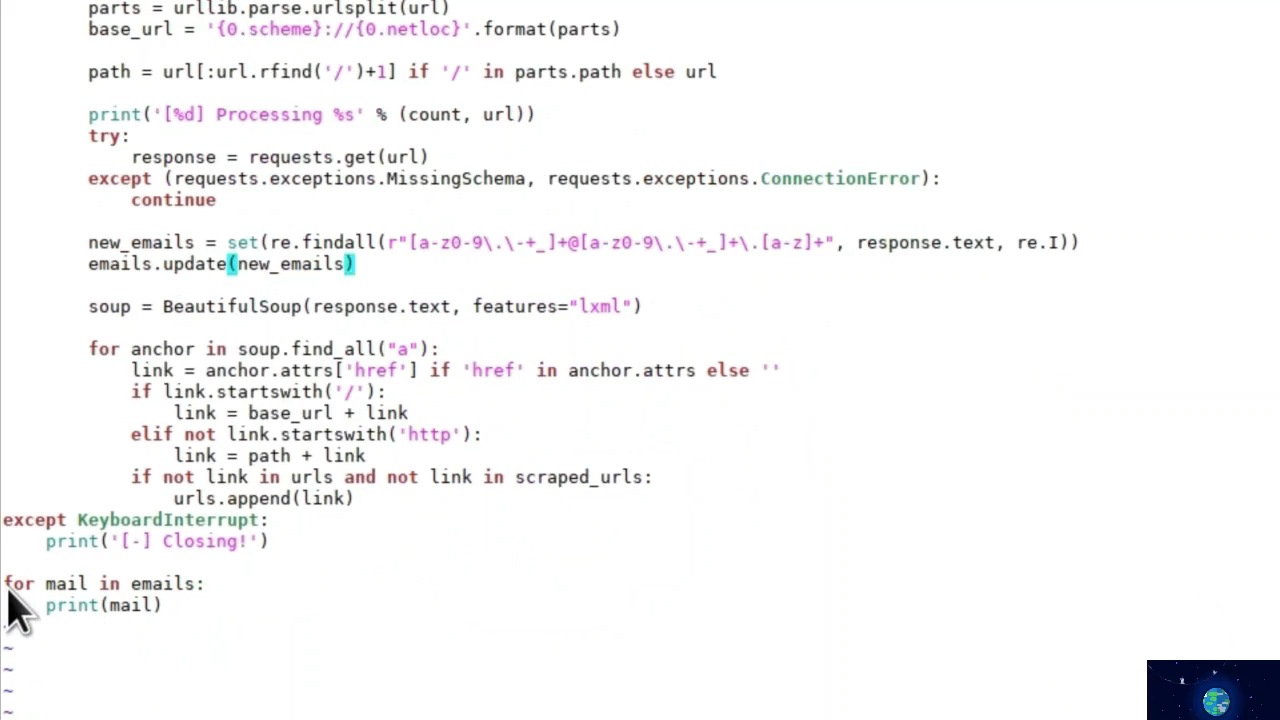 parts = urllib.parse.urlsplit(url)
base_url = '{0.scheme}://{0.netloc}'.format(parts)
path = url[:url.rfind('/')+1] if '/' in parts.path else url
print('[%d] Processing %s' % (count, url))
try:
response = requests.get(url)
except (requests.exceptions.MissingSchema, requests.exceptions.ConnectionError):
continue
new_emails = set(re.findall(r"[a-z0-9\.\-+_]+@[a-z0-9\.\-+_]+\.[a-z]+", response.text, re.I))
emails.update(new_emails)
soup = BeautifulSoup(response.text, features="lxml")
for anchor in soup.find_all("a"):
link = anchor.attrs['href'] if 'href' in anchor.attrs else ''
if link.startswith('/'):
link = base_url + link
elif not link.startswith('http'):
link = path + link
if not link in urls and not link in scraped_urls:
urls.append(link)
except KeyboardInterrupt:
print('[-] Closing!')
for mail in emails:
print(mail)
~
~
~
~
~